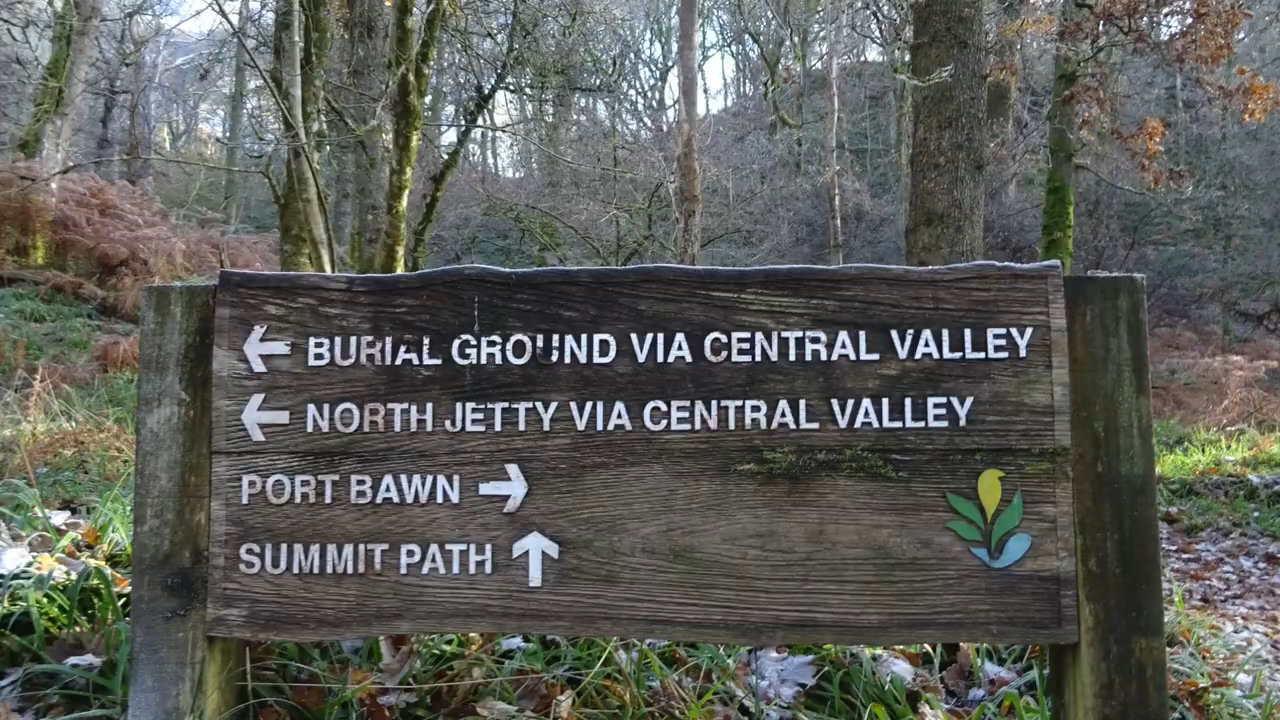 ← BURIAL GROUND VIA CENTRAL VALLEY
← NORTH JETTY VIA CENTRAL VALLEY
PORT BAWN →
SUMMIT PATH ↑